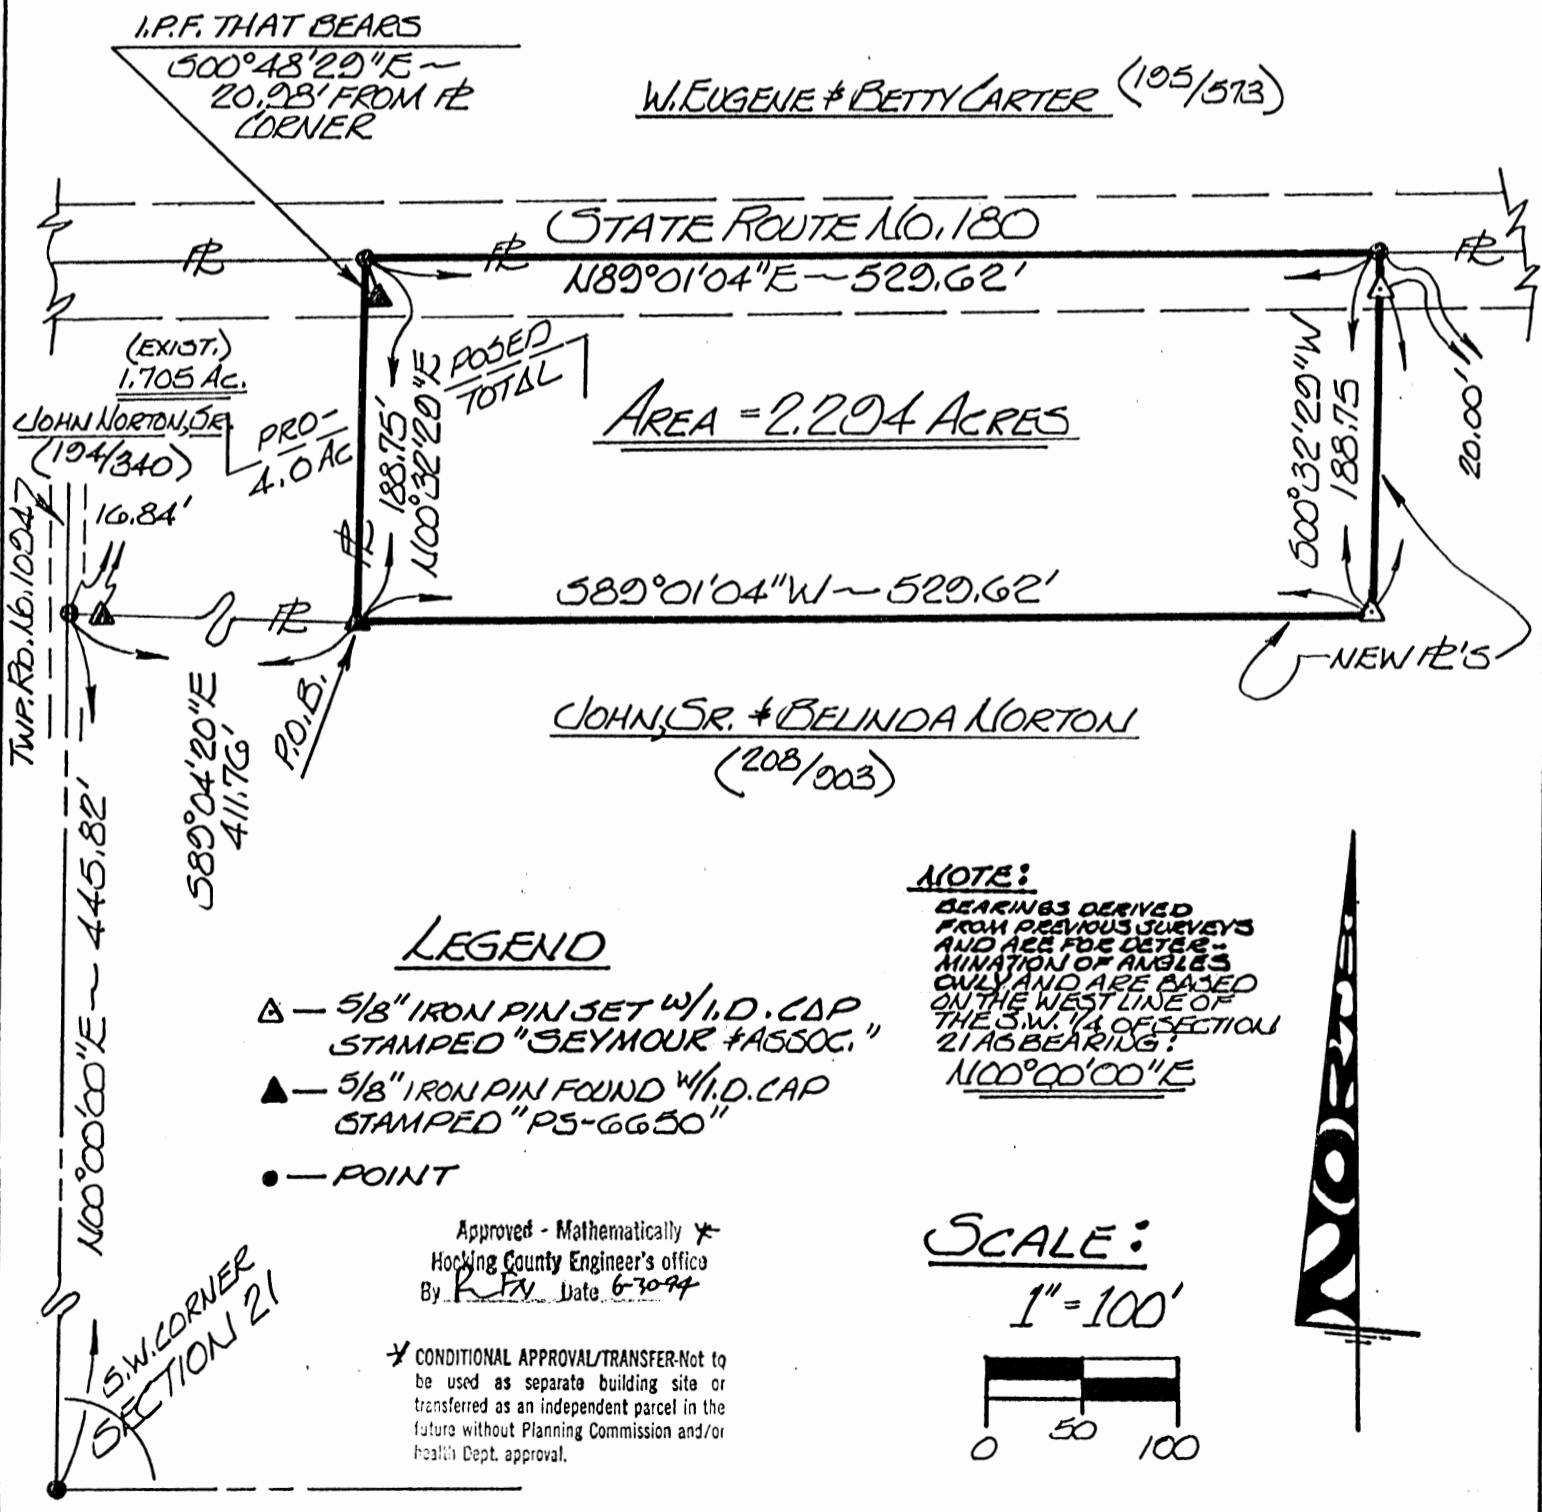 I.P.F. THAT BEARS
S00°48'29"E ~
20.98' FROM PL
CORNER
W. EUGENE & BETTY CARTER (195/573)
STATE ROUTE NO. 180
PL
PL
PL
N89°01'04"E ~ 529.62'
(EXIST.)
1.705 AC.
JOHN NORTON, SR.
(194/340)
PRO-
4.0 AC
POSED
TOTAL
188.75'
N00°32'29"E
AREA = 2.294 ACRES
S00°32'29"W
188.75
20.00'
16.84'
TWP. RD. NO. 1094
PL
PL
S89°01'04"W ~ 529.62'
NEW PL'S
S89°04'20"E
411.76'
P.O.B.
JOHN, SR. & BELINDA NORTON
(208/903)
N00°00'00"E ~ 445.82'
LEGEND
5/8" IRON PIN SET W/I.D. CAP
STAMPED "SEYMOUR & ASSOC."
5/8" IRON PIN FOUND W/I.D. CAP
STAMPED "PS-6650"
POINT
NOTE:
BEARINGS DERIVED
FROM PREVIOUS SURVEYS
AND ARE FOR DETER-
MINATION OF ANGLES
ONLY AND ARE BASED
ON THE WEST LINE OF
THE S.W. 1/4 OF SECTION
21 AS BEARING:
N00°00'00"E
NORTH
Approved - Mathematically *
Hocking County Engineer's office
By Date 6-30-94
* CONDITIONAL APPROVAL/TRANSFER-Not to
be used as separate building site or
transferred as an independent parcel in the
future without Planning Commission and/or
health Dept. approval.
SCALE:
1" = 100'
0 50 100
S.W. CORNER
SECTION 21